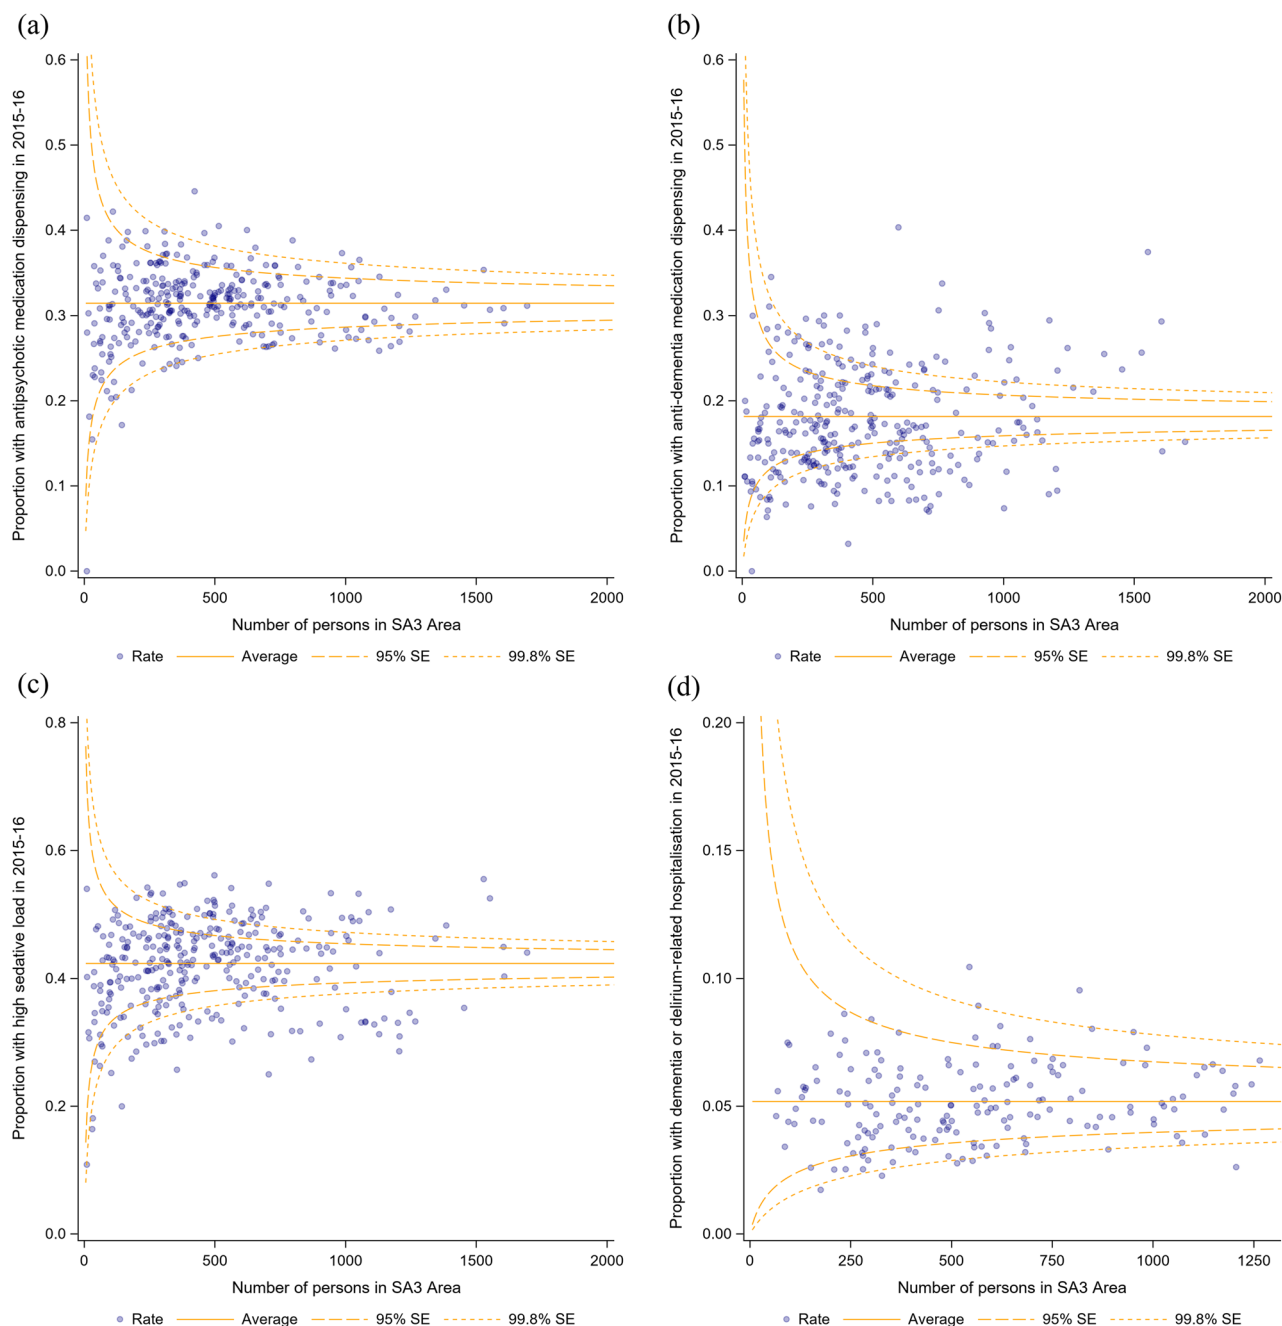 (a)
Proportion with antipsychotic medication dispensing in 2015-16
0.6
0.5
0.4
0.3
0.2
0.1
0.0
0 500 1000 1500 2000
Number of persons in SA3 Area
Rate Average 95% SE 99.8% SE
(b)
Proportion with anti-dementia medication dispensing in 2015-16
0.6
0.5
0.4
0.3
0.2
0.1
0.0
0 500 1000 1500 2000
Number of persons in SA3 Area
Rate Average 95% SE 99.8% SE
(c)
Proportion with high sedative load in 2015-16
0.8
0.6
0.4
0.2
0.0
0 500 1000 1500 2000
Number of persons in SA3 Area
Rate Average 95% SE 99.8% SE
(d)
Proportion with dementia or delirium-related hospitalisation in 2015-16
0.20
0.15
0.10
0.05
0.00
0 250 500 750 1000 1250
Number of persons in SA3 Area
Rate Average 95% SE 99.8% SE